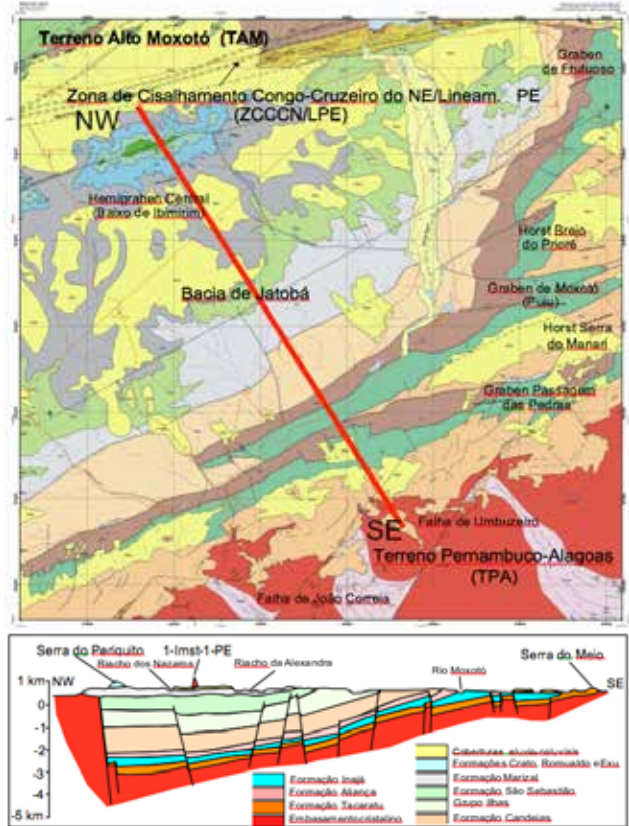 Terreno Alto Moxotó (TAM)
Graben
de Frutuoso
Zona de Cisalhamento Congo-Cruzeiro do NE/Lineam. PE
(ZCCCN/LPE)
NW
Hemigraben Central
(Baixo de Ibimirim)
Horst Brejo
do Prioré
Bacia de Jatobá
Graben de Moxotó
(Puiu)
Horst Serra
do Manari
Graben Passagem
das Pedras
SE
Falha de Umbuzeiro
Terreno Pernambuco-Alagoas
(TPA)
Falha de João Correia
Serra do Periquito
1-Imst-1-PE
Riacho dos Nazarios
Riacho da Alexandra
Rio Moxotó
Serra do Meio
1 km
NW
SE
0
-1
-2
-3
-4
-5 km
Formação Inajá
Formação Aliança
Formação Tacaratu
Embasamento cristalino
Coberturas eluvio-coluviais
Formações Crato, Romualdo e Exu
Formação Marizal
Formação São Sebastião
Grupo Ilhas
Formação Candeias